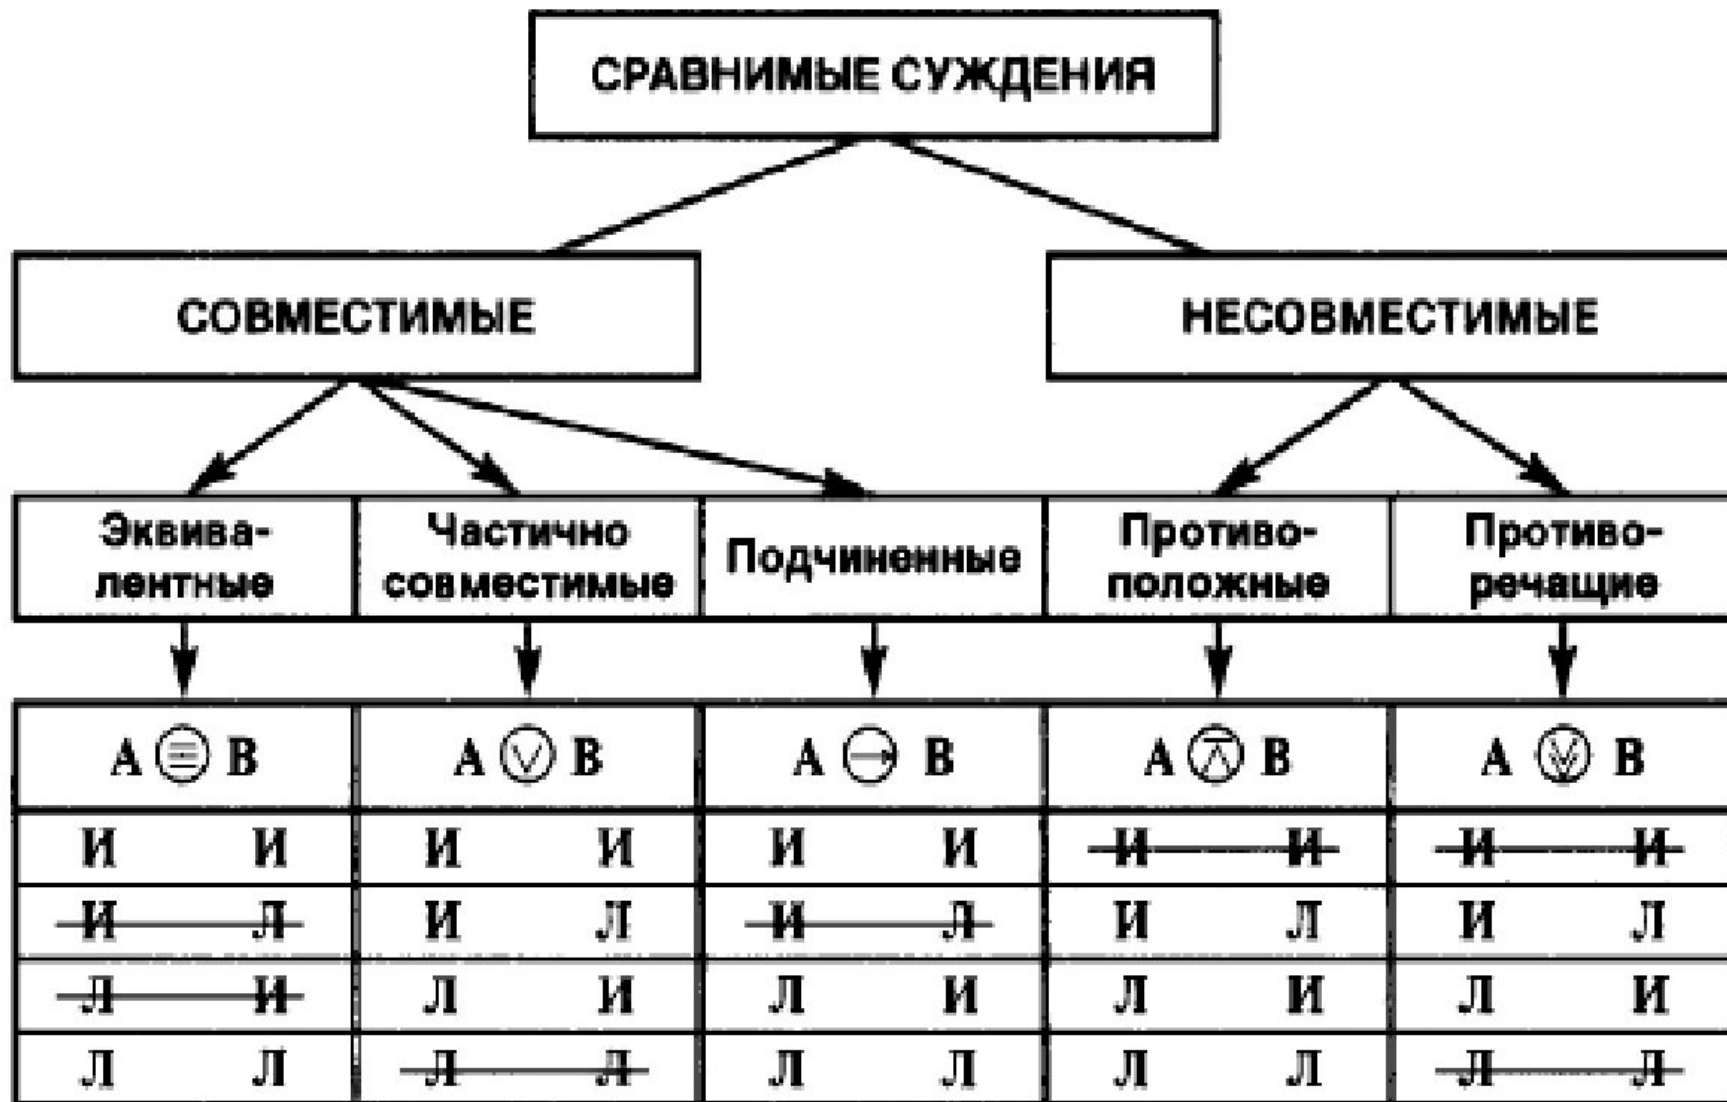 СРАВНИМЫЕ СУЖДЕНИЯ
СОВМЕСТИМЫЕ
НЕСОВМЕСТИМЫЕ
Эквива-
лентные
Частично
совместимые
Подчиненные
Противо-
положные
Противо-
речащие
А ≡ В А ∨ В А → В А ⊼ В А ⩔ В
И И И И И И И И И И
И Л И Л И Л И Л И Л
Л И Л И Л И Л И Л И
Л Л Л Л Л Л Л Л Л Л